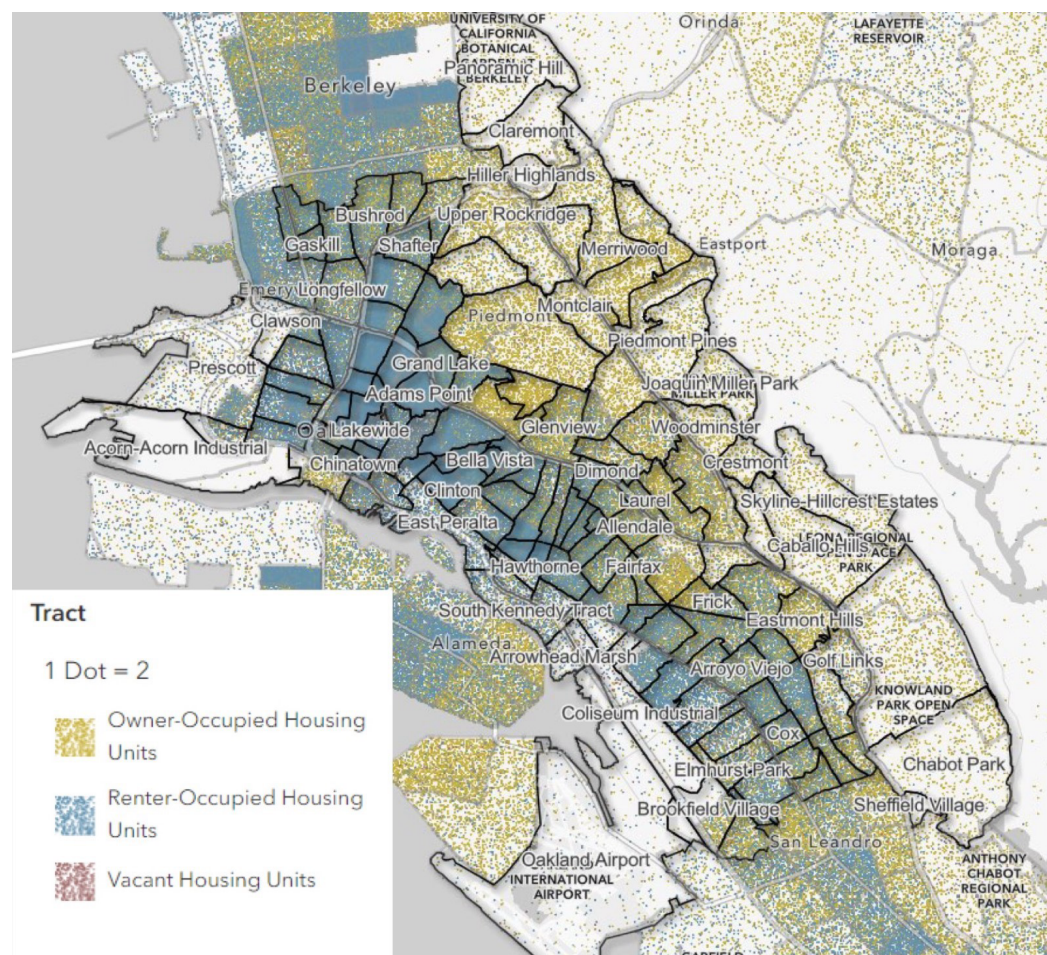 UNIVERSITY OF
CALIFORNIA
BOTANICAL
GARDEN AT
BERKELEY
Orinda
LAFAYETTE
RESERVOIR
Panoramic Hill
Berkeley
Claremont
Hiller Highlands
Bushrod
Upper Rockridge
Gaskill
Shafter
Merriwood
Eastport
Moraga
Emery
Longfellow
Montclair
Clawson
Piedmont
Piedmont Pines
Prescott
Grand Lake
Adams Point
Joaquin Miller Park
MILLER PARK
Oa
Lakewide
Glenview
Woodminster
Acorn-Acorn Industrial
Chinatown
Bella Vista
Dimond
Crestmont
Clinton
Laurel
Skyline-Hillcrest Estates
East Peralta
Allendale
LEONA REGIONAL
Caballo Hills
PARK
Hawthorne
Fairfax
Frick
South Kennedy Tract
Eastmont Hills
Alameda
Arrowhead Marsh
Arroyo Viejo
Golf Links
KNOWLAND
PARK OPEN
SPACE
Coliseum Industrial
Cox
Elmhurst Park
Chabot Park
Brookfield Village
Sheffield Village
San Leandro
Oakland Airport
INTERNATIONAL
AIRPORT
ANTHONY
CHABOT
REGIONAL
PARK
Tract
1 Dot = 2
Owner-Occupied Housing
Units
Renter-Occupied Housing
Units
Vacant Housing Units